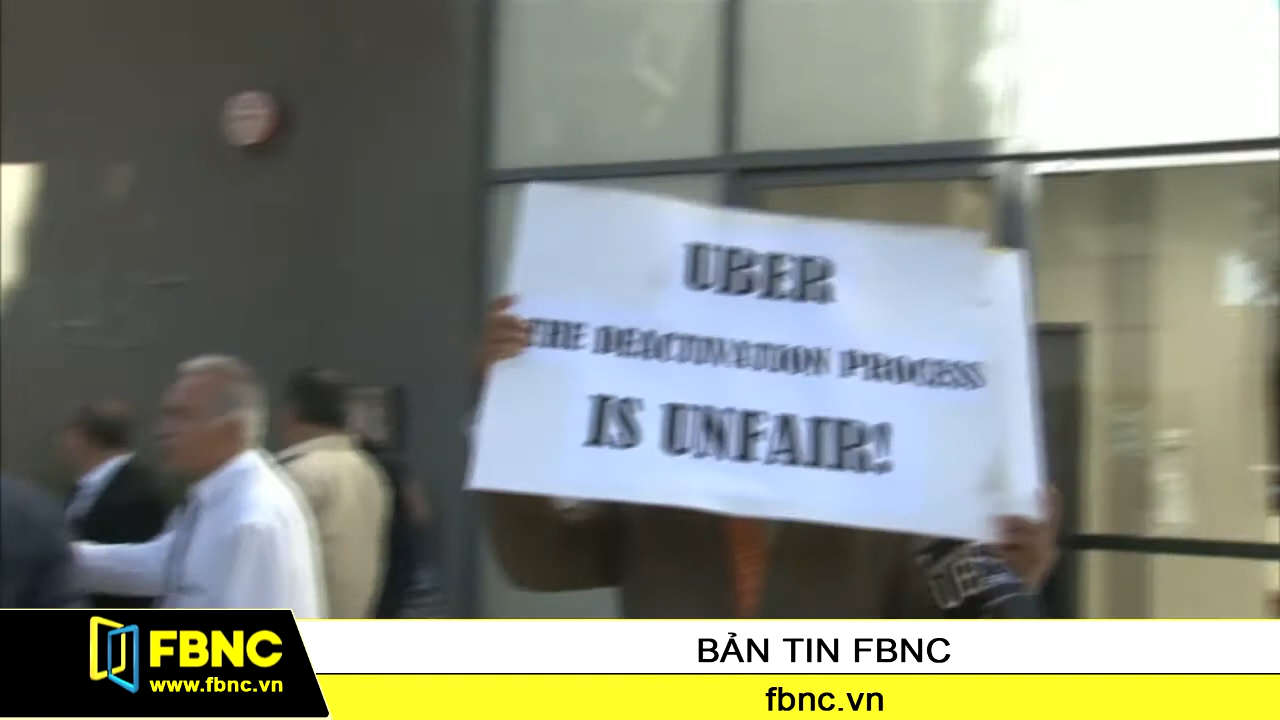 UBER
THE DEACTIVATION PROCESS
IS UNFAIR!
FBNC
www.fbnc.vn
BẢN TIN FBNC
fbnc.vn